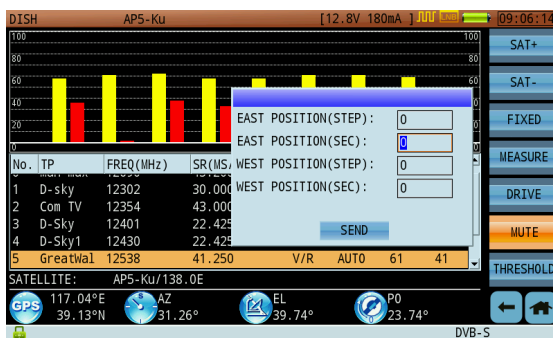 DISH AP5-Ku [12.8V 180mA ] LNB 09:06:14
100 100
80
60
40
20
0
SAT+
SAT-
FIXED
MEASURE
DRIVE
MUTE
THRESHOLD
EAST POSITION(STEP): 0
EAST POSITION(SEC): 0
WEST POSITION(STEP): 0
WEST POSITION(SEC): 0
SEND
No. TP FREQ(MHz) SR(MS/
1 D-sky 12302 30.000
2 Com TV 12354 43.000
3 D-Sky 12401 22.425
4 D-Sky1 12430 22.425
5 GreatWal 12538 41.250 V/R AUTO 61 41
SATELLITE: AP5-Ku/138.0E
GPS 117.04°E 39.13°N
AZ 31.26°
EL 39.74°
PO 23.74°
DVB-S